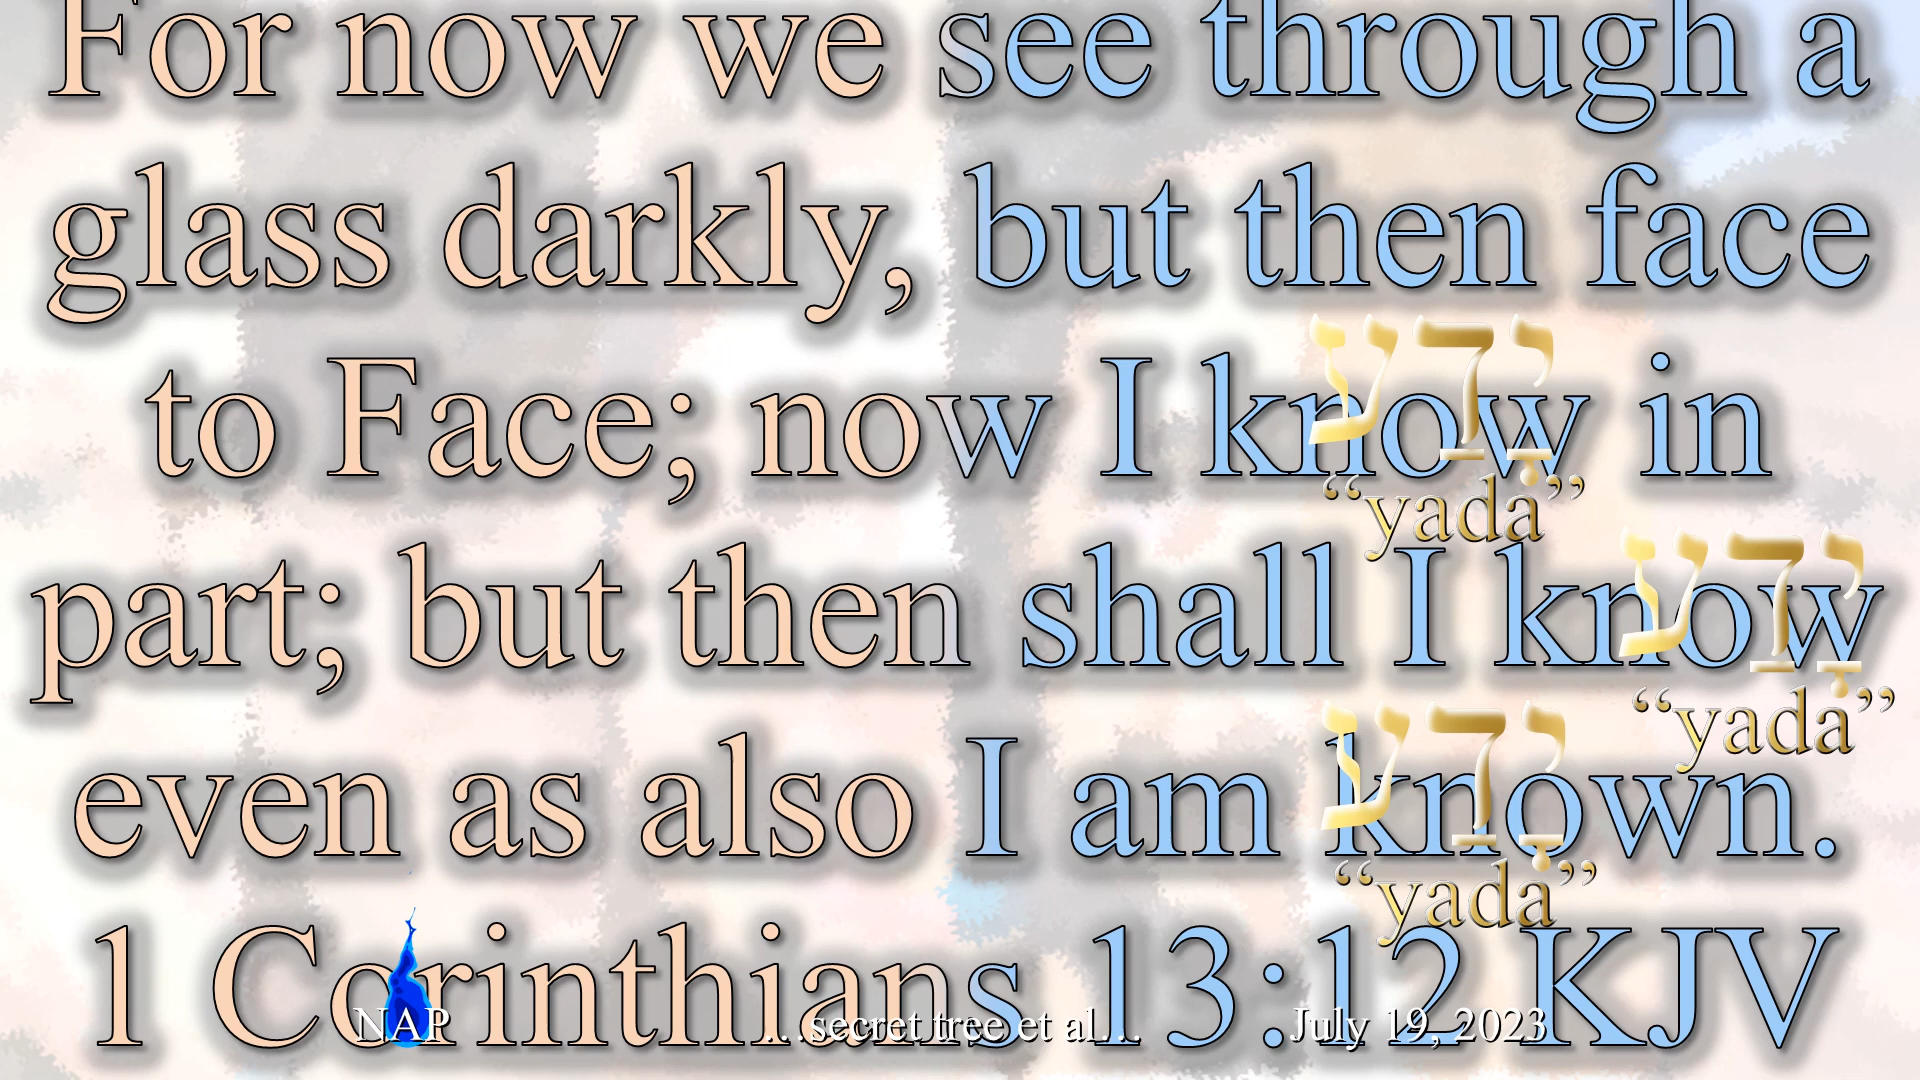 For now we see through a
glass darkly, but then face
to Face; now I know in
יָדַע
“yada”
part; but then shall I know
יָדַע
“yada”
even as also I am known.
יָדַע
“yada”
1 Corinthians 13:12 KJV
NAP
…secret tree et al…
July 19, 2023